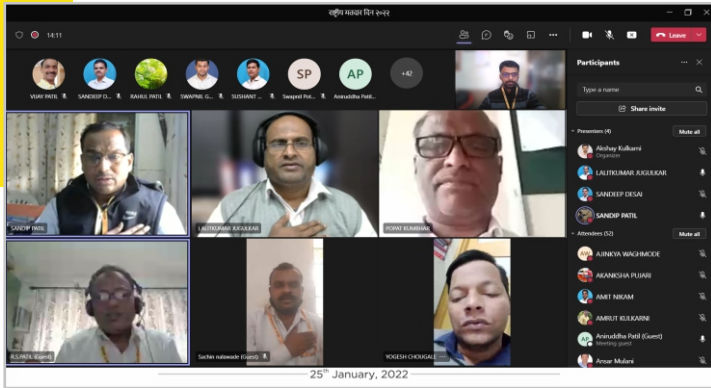 राष्ट्रीय मतदार दिन २०२२
14:11
Leave
VIJAY PATIL
SANDEEP D...
RAHUL PATIL
SWAPNIL G...
SUSHANT ...
SP
Swapnil Pat...
AP
Aniruddha Patil...
+42
SANDIP PATIL
LALITKUMAR JUGULKAR
POPAT KUMBHAR
R.S.PATIL (Guest)
Sachin nalawade (Guest)
YOGESH CHOUGALE
Participants
Type a name
Share invite
Presenters (4)
Mute all
Akshay Kulkarni
Organizer
LALITKUMAR JUGULKAR
SANDEEP DESAI
SANDIP PATIL
Attendees (52)
Mute all
AJINKYA WAGHMODE
AKANKSHA PUJARI
AMIT NIKAM
AMRUT KULKARNI
AP
Aniruddha Patil (Guest)
Meeting guest
Ansar Mulani
25th January, 2022